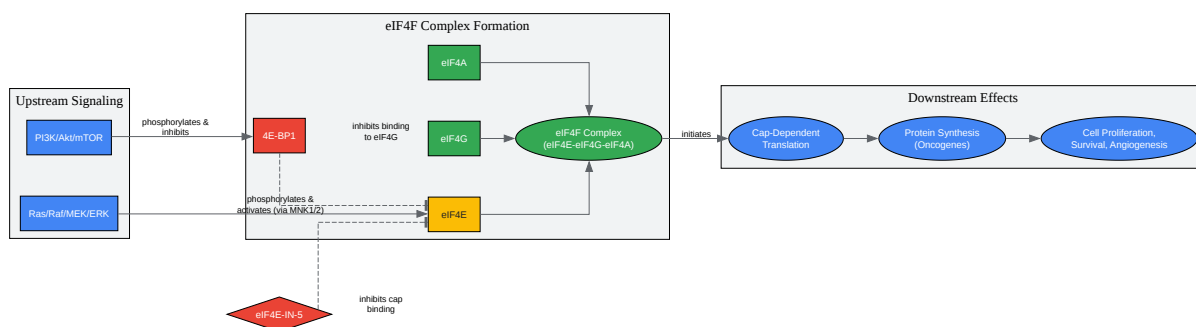 eIF4F Complex Formation
Upstream Signaling
PI3K/Akt/mTOR
Ras/Raf/MEK/ERK
phosphorylates &
inhibits
4E-BP1
inhibits binding
to eIF4G
phosphorylates &
activates (via MNK1/2)
eIF4A
eIF4G
eIF4E
eIF4F Complex
(eIF4E-eIF4G-eIF4A)
initiates
Downstream Effects
Cap-Dependent
Translation
Protein Synthesis
(Oncogenes)
Cell Proliferation,
Survival, Angiogenesis
eIF4E-IN-5
inhibits cap
binding